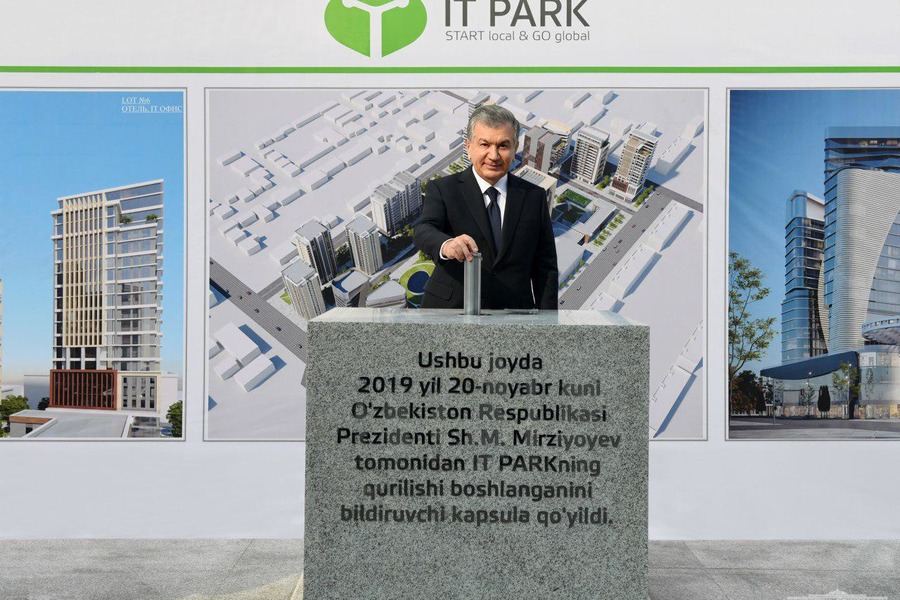 IT PARK
START local & GO global
LOT №6
ОТЕЛЬ, IT ОФИС
Ushbu joyda
2019 yil 20-noyabr kuni
O'zbekiston Respublikasi
Prezidenti Sh.M. Mirziyoyev
tomonidan IT PARKning
qurilishi boshlanganini
bildiruvchi kapsula qo'yildi.